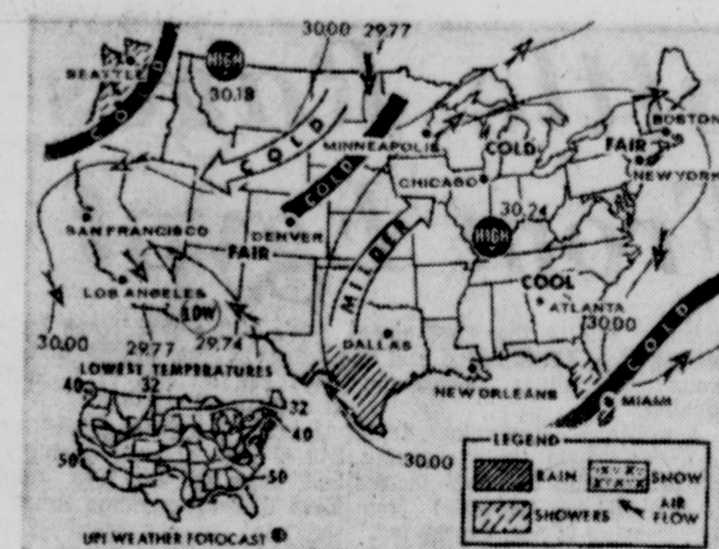 30.00 29.77
SEATTLE
COLD
HIGH
30.18
COLD
COLD
MINNEAPOLIS
COLD
BOSTON
FAIR
NEW YORK
CHICAGO
30.24
HIGH
SAN FRANCISCO
DENVER
FAIR
MILDER
COOL
LOS ANGELES
LOW
ATLANTA
30.00
COLD
30.00
29.77
29.74
DALLAS
LOWEST TEMPERATURES
NEW ORLEANS
MIAMI
40
32
32
40
50
50
30.00
LEGEND
RAIN
SNOW
SHOWERS
AIR FLOW
UPI WEATHER FOTOCAST